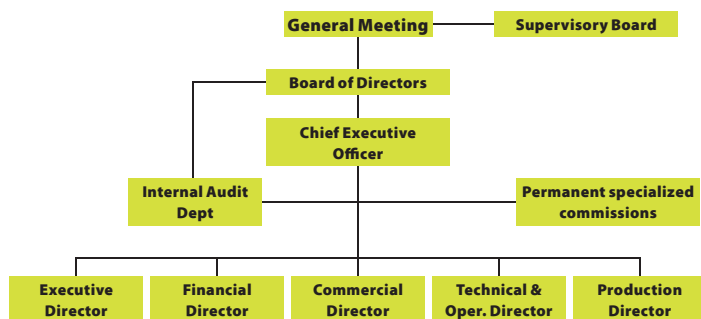 General Meeting
Supervisory Board
Board of Directors
Chief Executive
Officer
Internal Audit
Dept
Permanent specialized
commissions
Executive
Director
Financial
Director
Commercial
Director
Technical &
Oper. Director
Production
Director